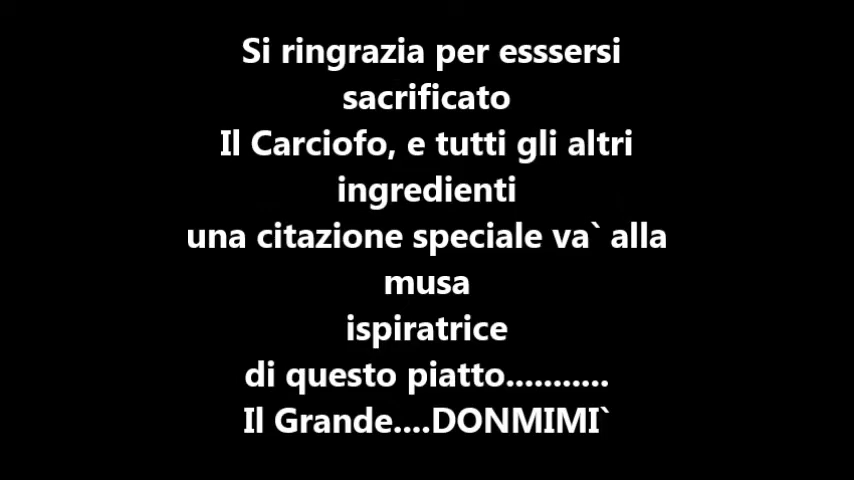 Si ringrazia per esssersi
sacrificato
Il Carciofo, e tutti gli altri
ingredienti
una citazione speciale va` alla
musa
ispiratrice
di questo piatto...........
Il Grande....DONMIMI`